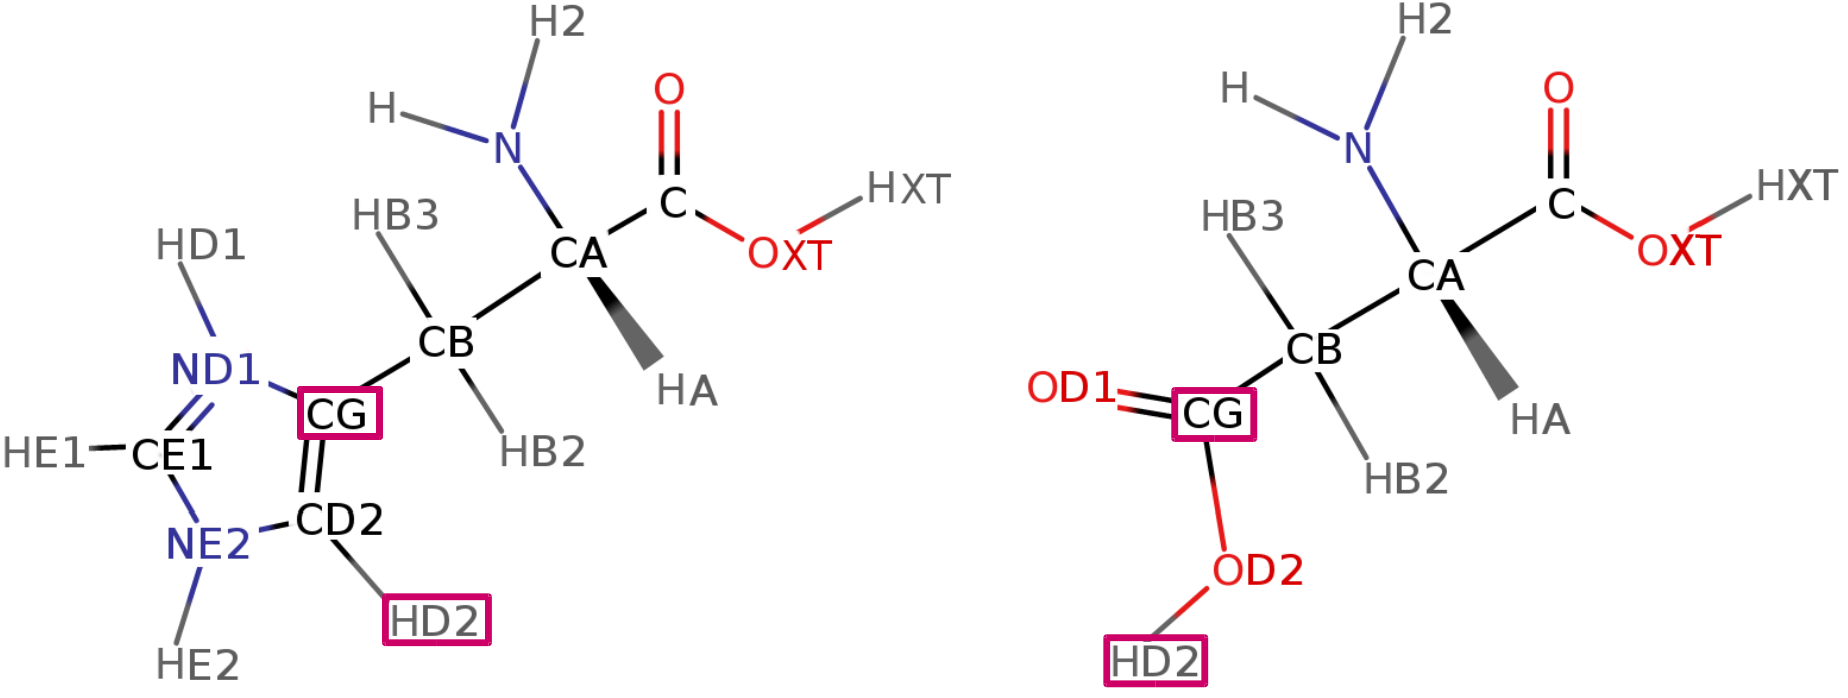 H2
H
O
N
C
HXT
HB3
CA
OXT
HD1
CB
ND1
HA
CG
HE1
CE1
HB2
CD2
NE2
HD2
HE2
H2
H
O
N
C
HXT
HB3
OXT
CA
CB
OD1
CG
HA
HB2
OD2
HD2